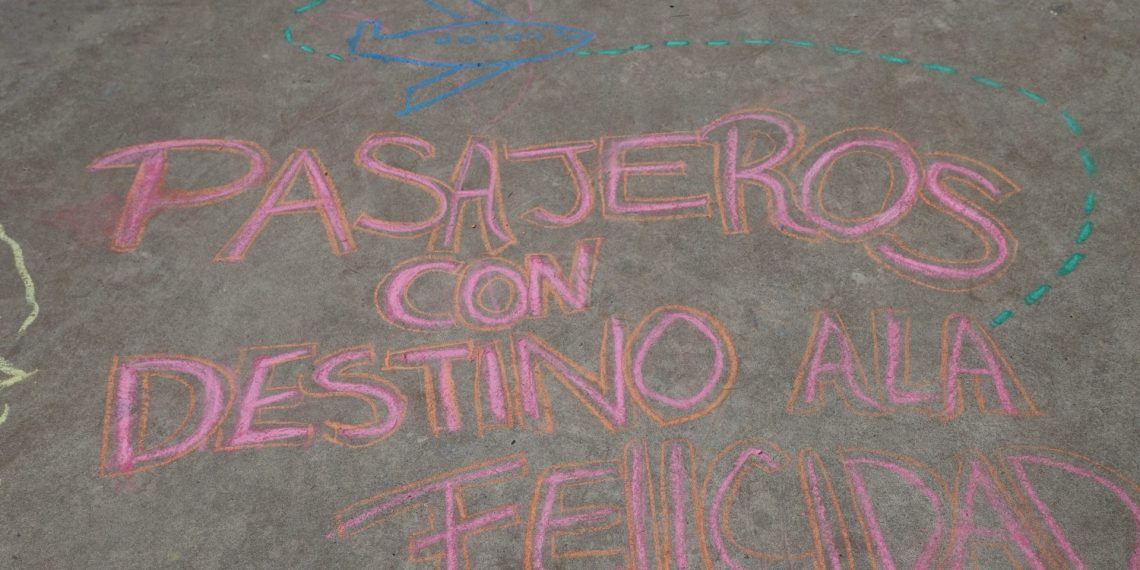 PASAJEROS
CON
DESTINO ALA
FELICIDAD